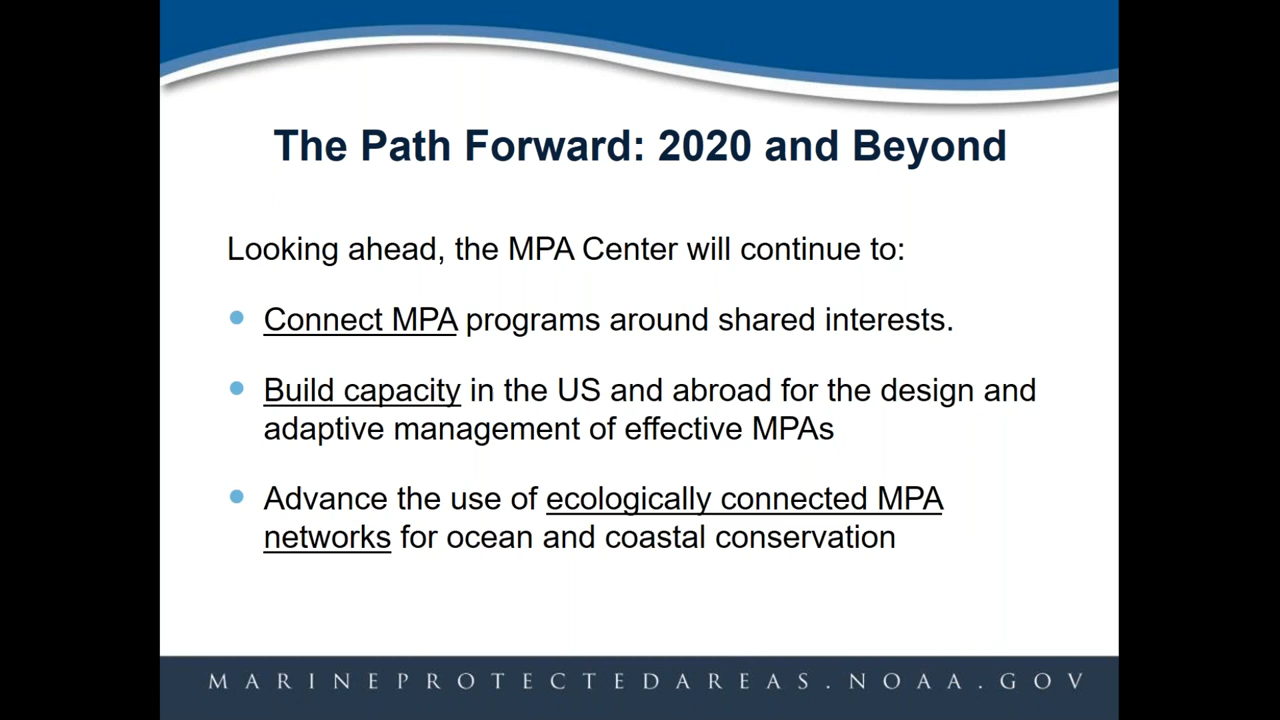 The Path Forward: 2020 and Beyond
Looking ahead, the MPA Center will continue to:
Connect MPA programs around shared interests.
Build capacity in the US and abroad for the design and
adaptive management of effective MPAs
Advance the use of ecologically connected MPA
networks for ocean and coastal conservation
MARINEPROTECTEDAREAS.NOAA.GOV